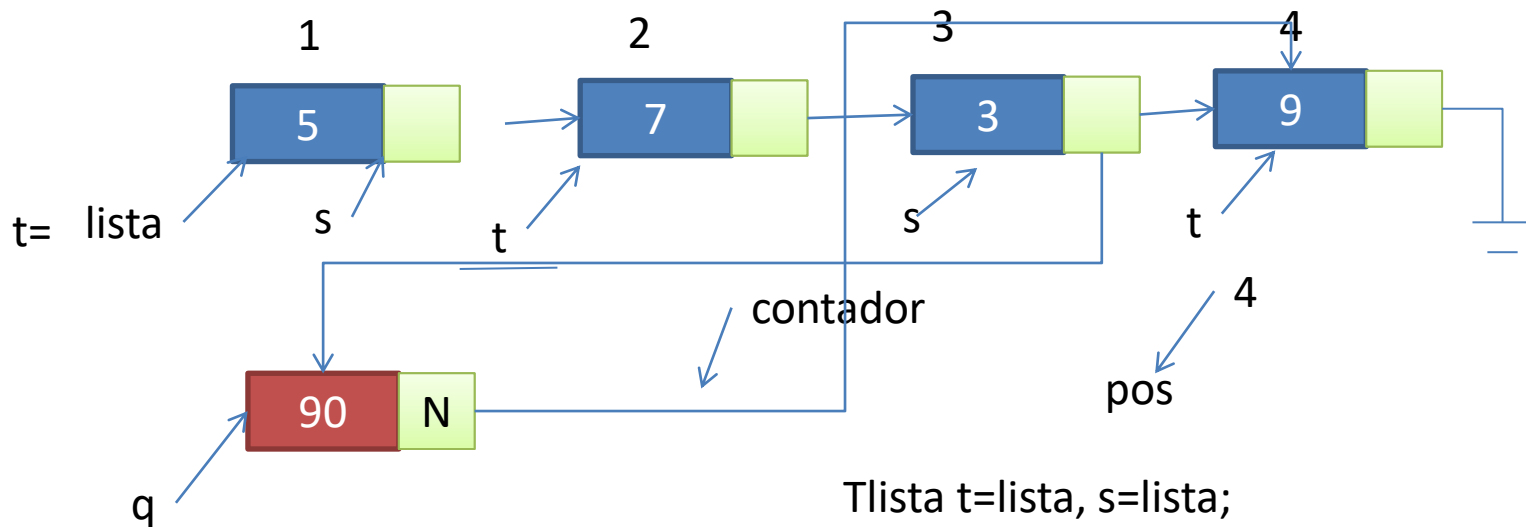 1 2 3 4
5 7 3 9
t= lista s t s t
contador 4
90 N pos
q Tlista t=lista, s=lista;